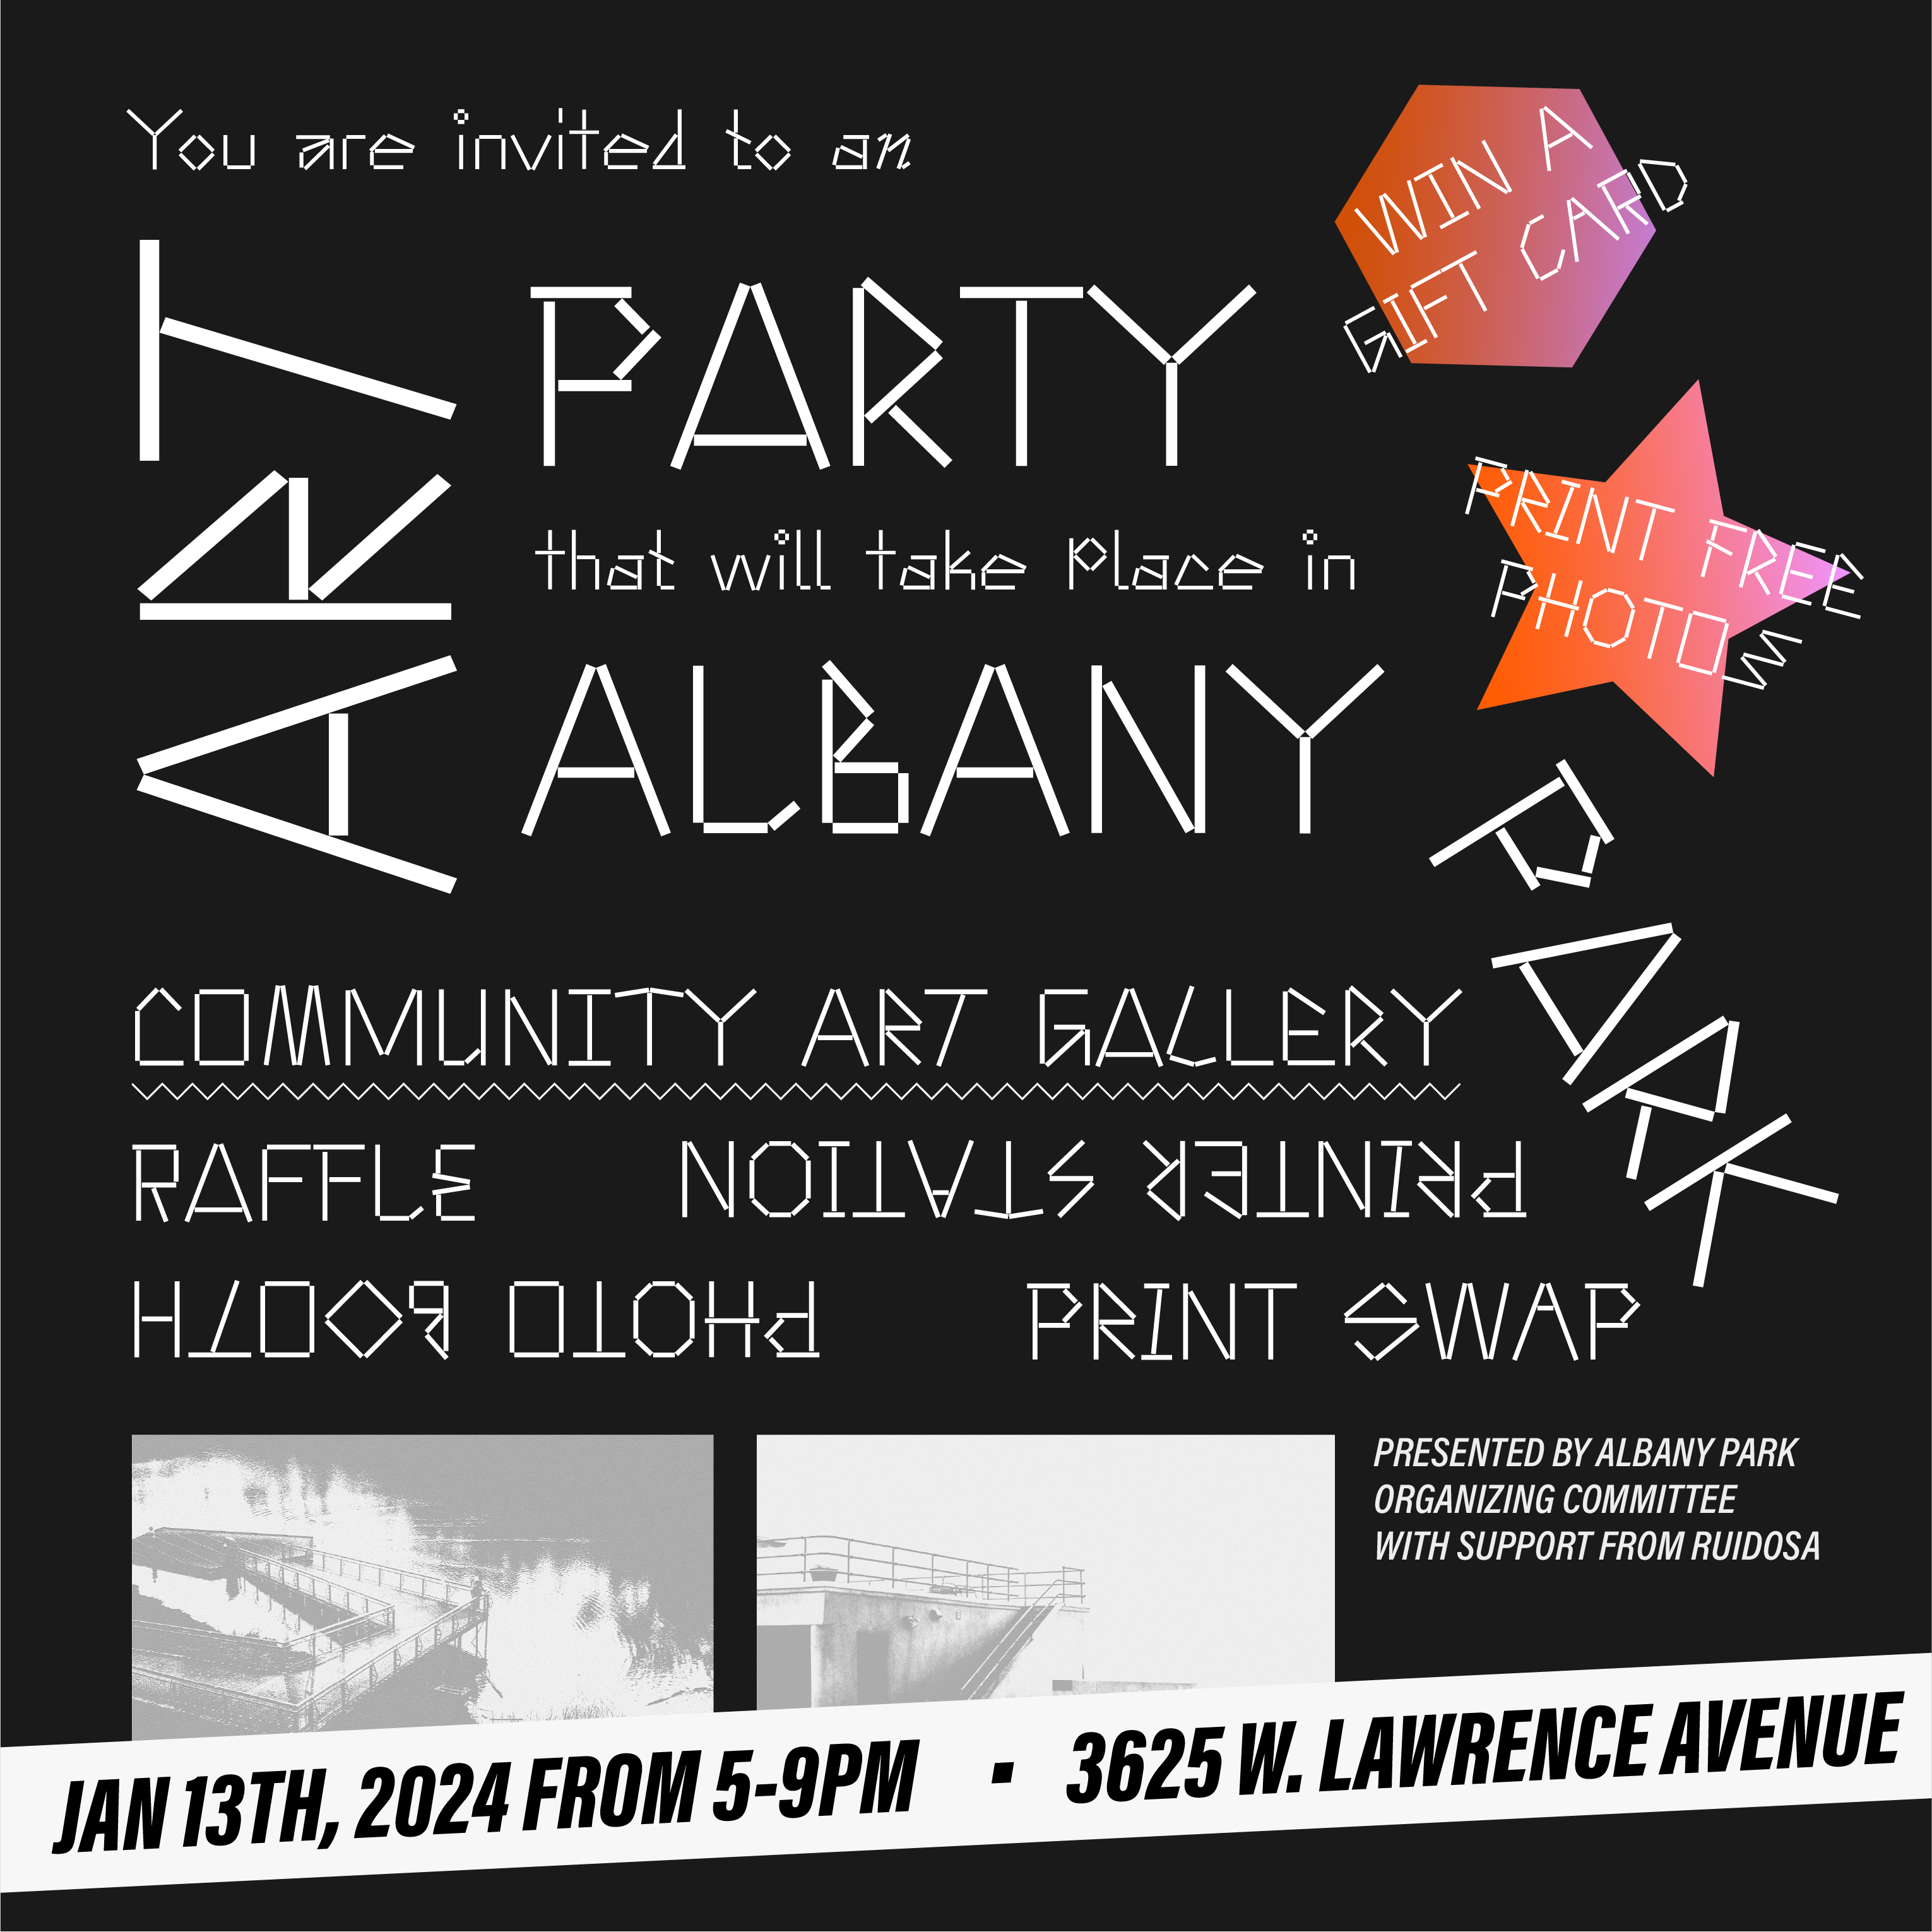 You are invited to an
ART
PARTY
that will take Place in
ALBANY
PARK
WIN A
GIFT CARD
PRINT FREE
PHOTOS
COMMUNITY ART GALLERY
RAFFLE
PRINTER STATION
PHOTO BOOTH
PRINT SWAP
PRESENTED BY ALBANY PARK
ORGANIZING COMMITTEE
WITH SUPPORT FROM RUIDOSA
JAN 13TH, 2024 FROM 5-9PM - 3625 W. LAWRENCE AVENUE